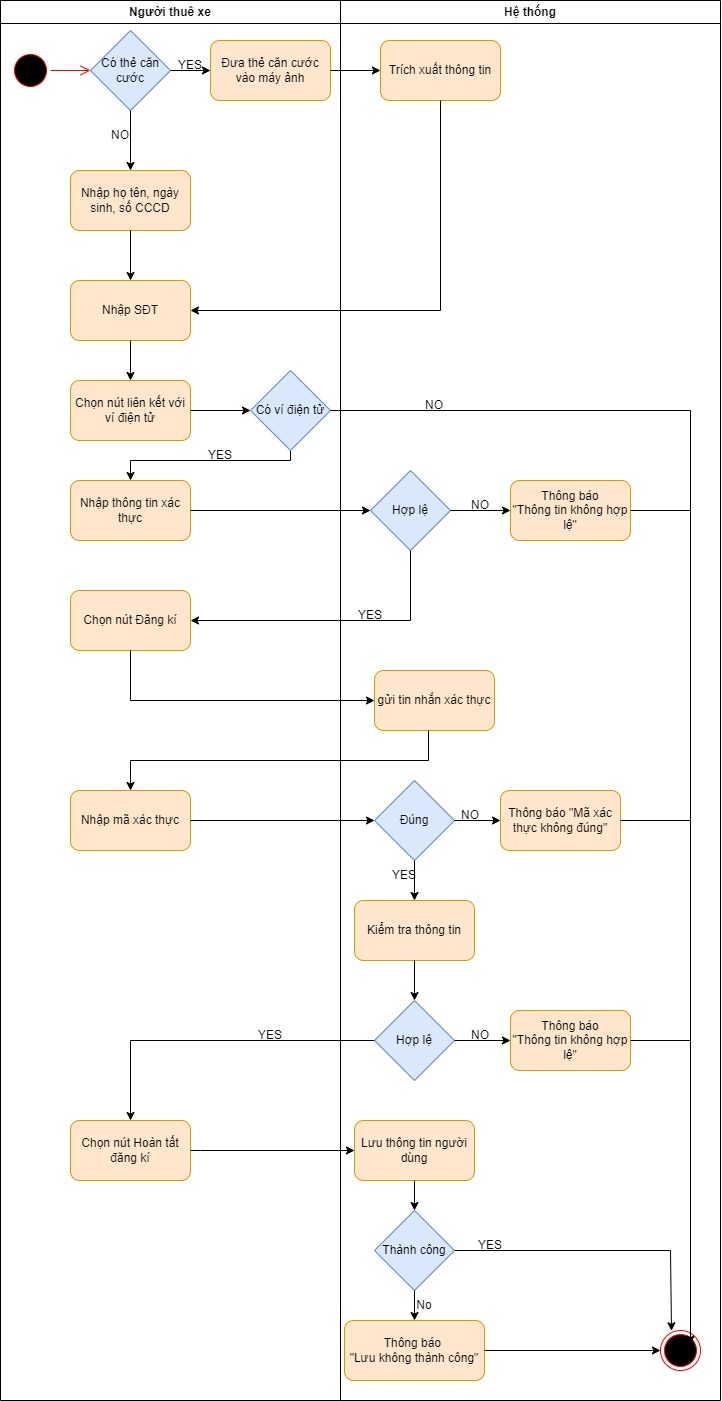 Người thuê xe
Hệ thống
Có thẻ căn
cước
YES
Đưa thẻ căn cước
vào máy ảnh
Trích xuất thông tin
NO
Nhập họ tên, ngày
sinh, số CCCD
Nhập SĐT
Chọn nút liên kết với
ví điện tử
Có ví điện tử
NO
YES
Nhập thông tin xác
thực
Hợp lệ
NO
Thông báo
"Thông tin không hợp
lệ"
YES
Chọn nút Đăng kí
gửi tin nhắn xác thực
Nhập mã xác thực
Đúng
NO
Thông báo "Mã xác
thực không đúng"
YES
Kiểm tra thông tin
YES
Hợp lệ
NO
Thông báo
"Thông tin không hợp
lệ"
Chọn nút Hoàn tất
đăng kí
Lưu thông tin người
dùng
Thành công
YES
No
Thông báo
"Lưu không thành công"